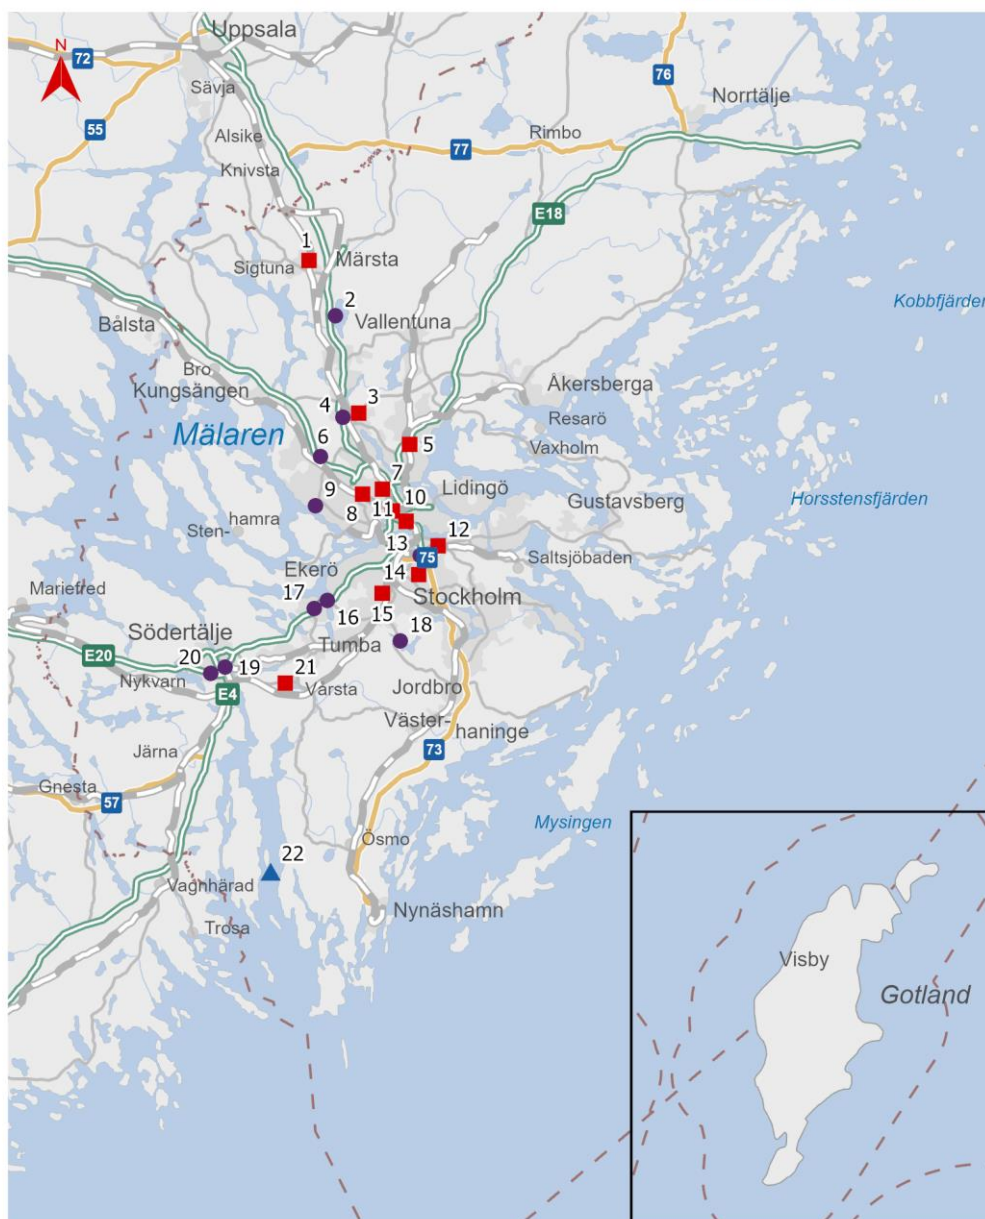 Uppsala
N
72
76
Sävja
Norrtälje
55
Alsike
Rimbo
77
Knivsta
E18
1
Sigtuna
Märsta
Kobbfjärden
2
Vallentuna
Bålsta
Bro
Kungsängen
Åkersberga
4
3
Resarö
Mälaren
6
5
Vaxholm
7
9
Lidingö
10
Gustavsberg
Horsstensfjärden
8
11
Sten-
hamra
12
13
75
Saltsjöbaden
Ekerö
14
Mariefred
17
15
Stockholm
16
Södertälje
18
Tumba
E20
20
19
21
Nykvarn
E4
Vårsta
Jordbro
Väster-
haninge
Järna
73
Gnesta
57
Mysingen
Ösmo
22
Vagnhärad
Nynäshamn
Trosa
Visby
Gotland